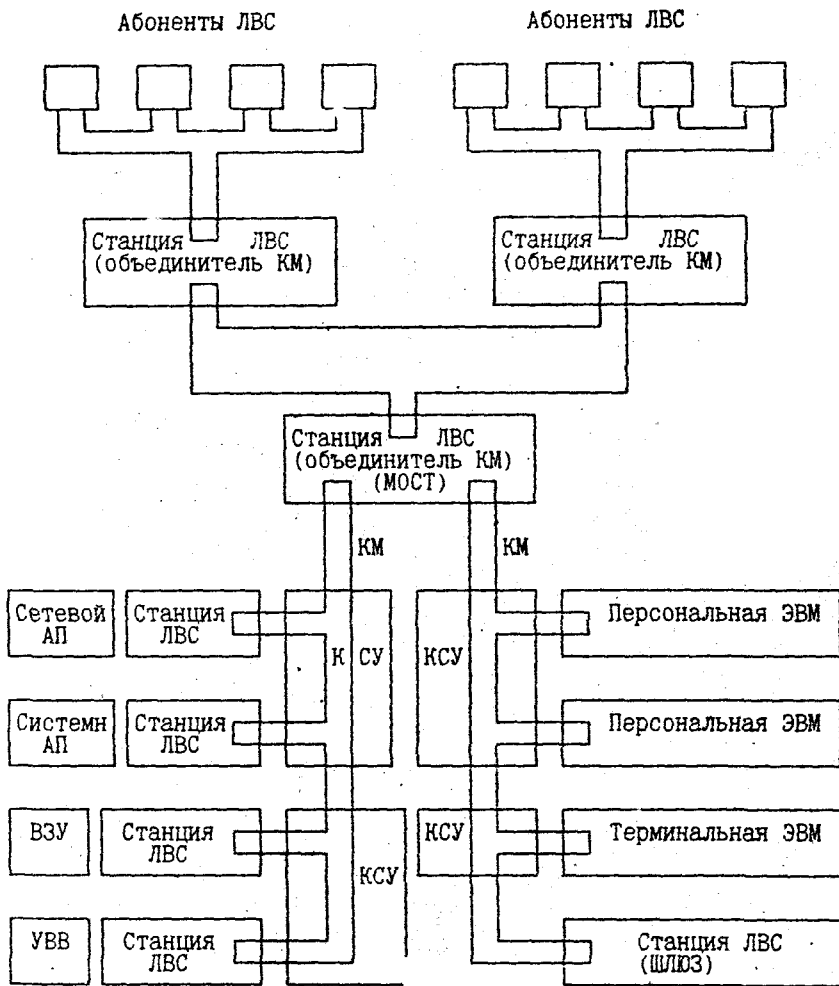 Абоненты ЛВС
Абоненты ЛВС
Станция ЛВС
(объединитель КМ)
Станция ЛВС
(объединитель КМ)
Станция ЛВС
(объединитель КМ)
(МОСТ)
КМ
КМ
Сетевой
АП
Станция
ЛВС
КСУ
КСУ
Персональная ЭВМ
Системн
АП
Станция
ЛВС
Персональная ЭВМ
ВЗУ
Станция
ЛВС
КСУ
КСУ
Терминальная ЭВМ
УВВ
Станция
ЛВС
Станция ЛВС
(ШЛЮЗ)